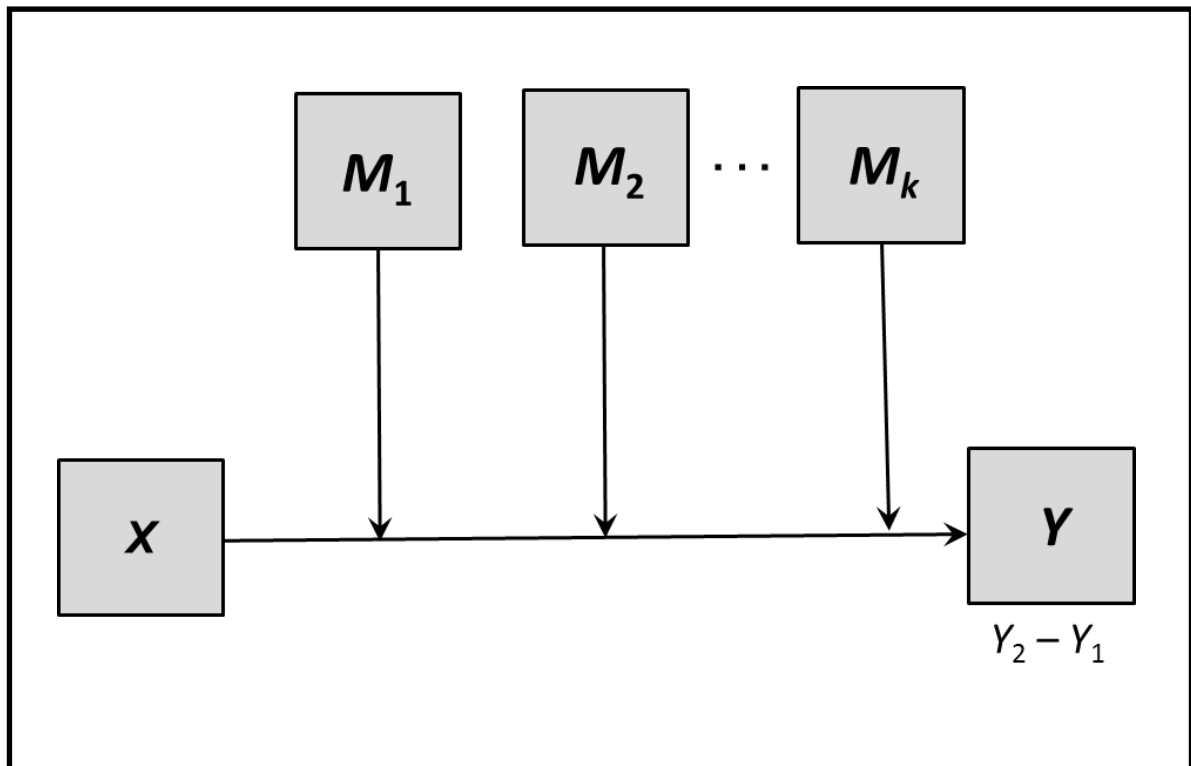 M₁ M₂ . . . Mₖ
X Y
Y₂ – Y₁